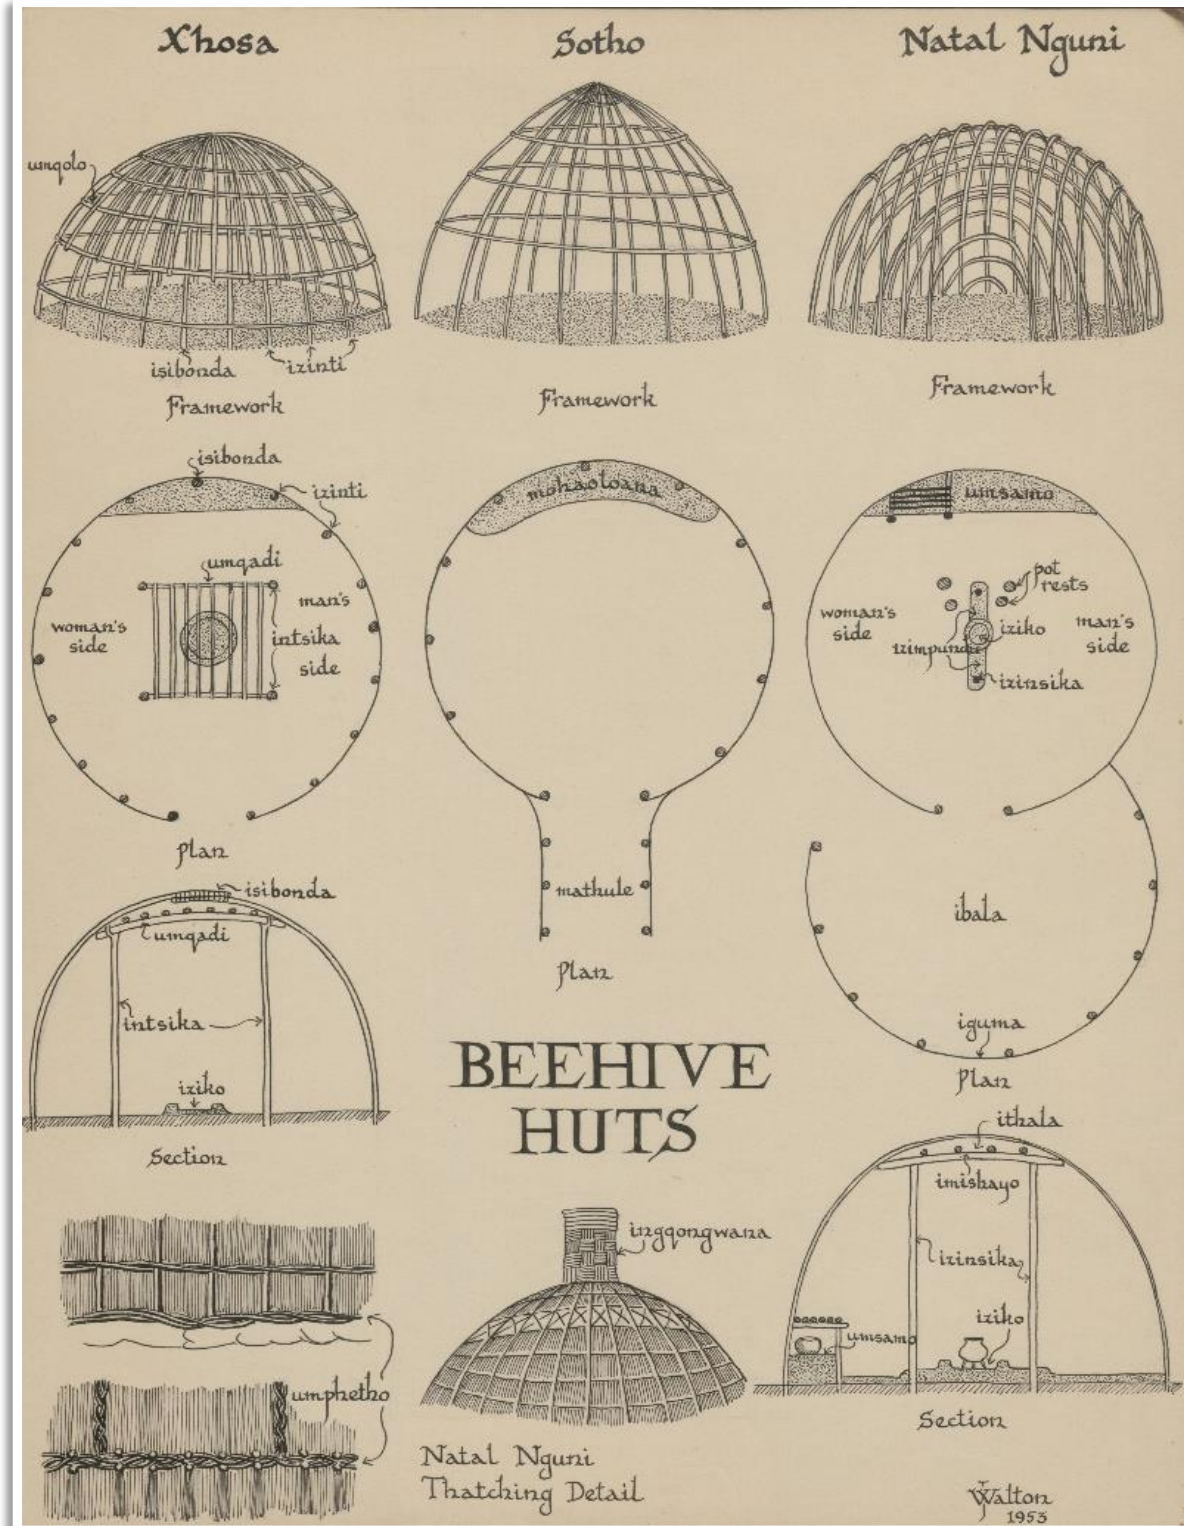 Xhosa
Sotho
Natal Nguni
umqolo
isibonda
izinti
Framework
Framework
Framework
isibonda
izinti
umqadi
woman's
side
man's
intsika
side
Plan
mohaoloana
mathule
Plan
umsamo
pot
rests
woman's
side
iziko
izimpundu
man's
side
izinsika
ibala
iguma
Plan
isibonda
umqadi
intsika
iziko
Section
BEEHIVE
HUTS
ithala
imishayo
izinsika
iziko
umsamo
Section
umphetho
ingqongwana
Natal Nguni
Thatching Detail
JWalton
1953